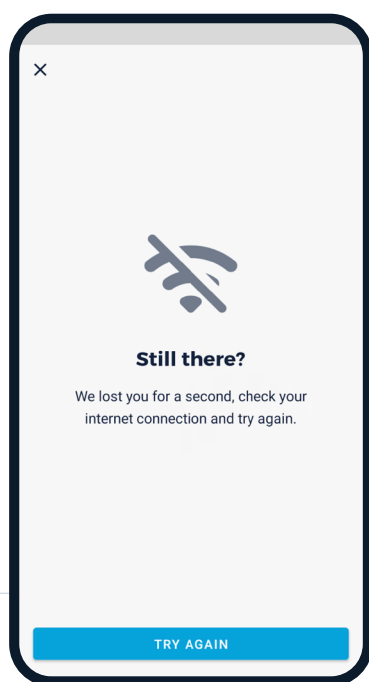 Still there?
We lost you for a second, check your
internet connection and try again.
TRY AGAIN